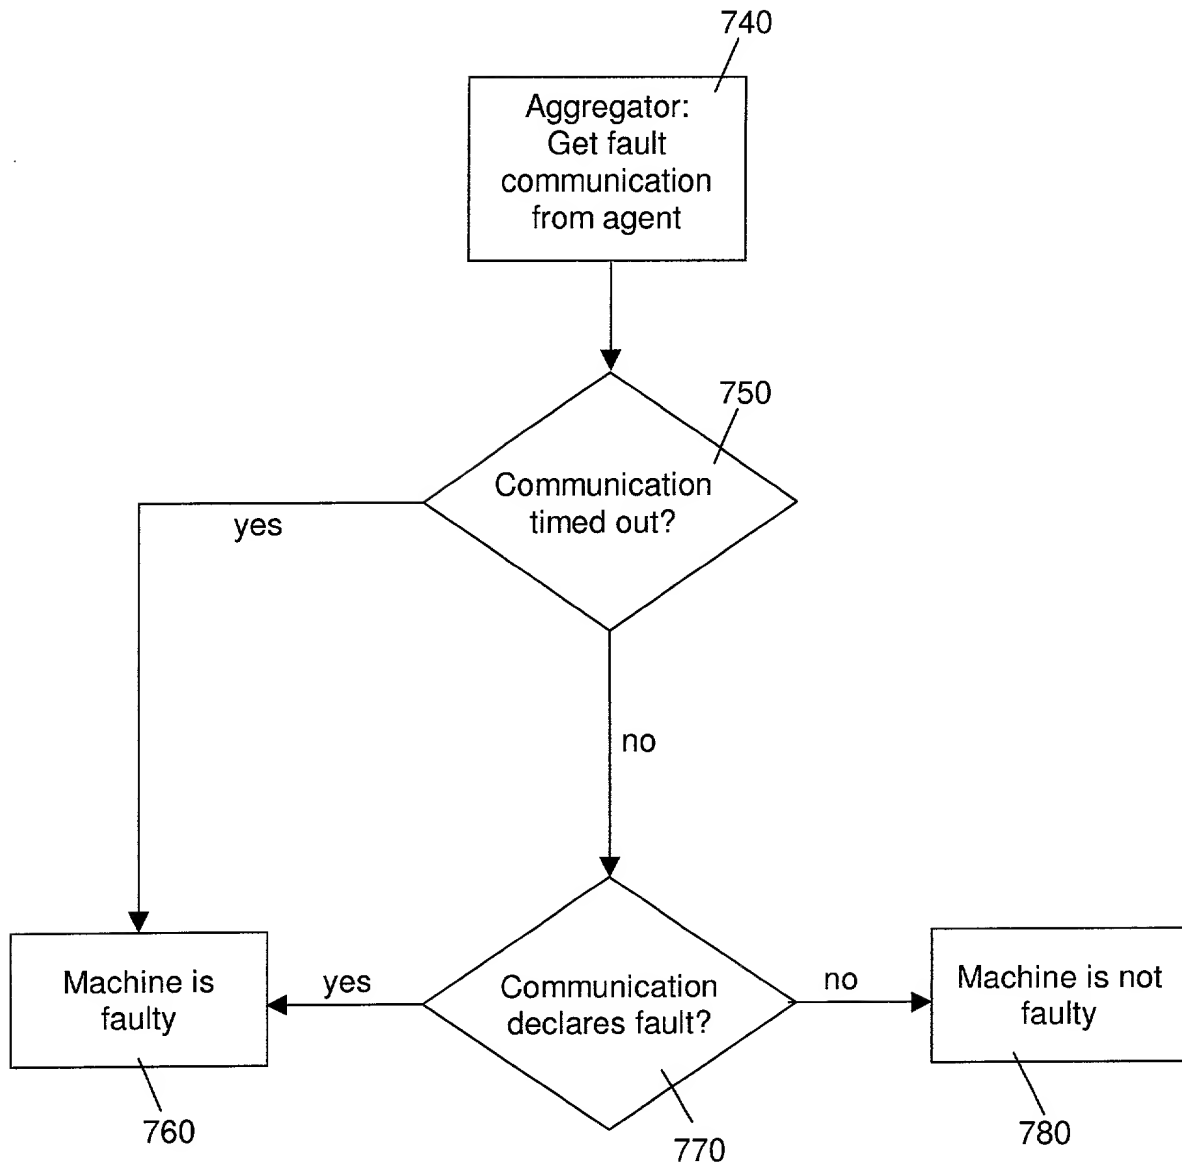 740
Aggregator:
Get fault
communication
from agent
750
Communication
timed out?
yes
no
Machine is
faulty
yes
Communication
declares fault?
no
Machine is not
faulty
760
770
780